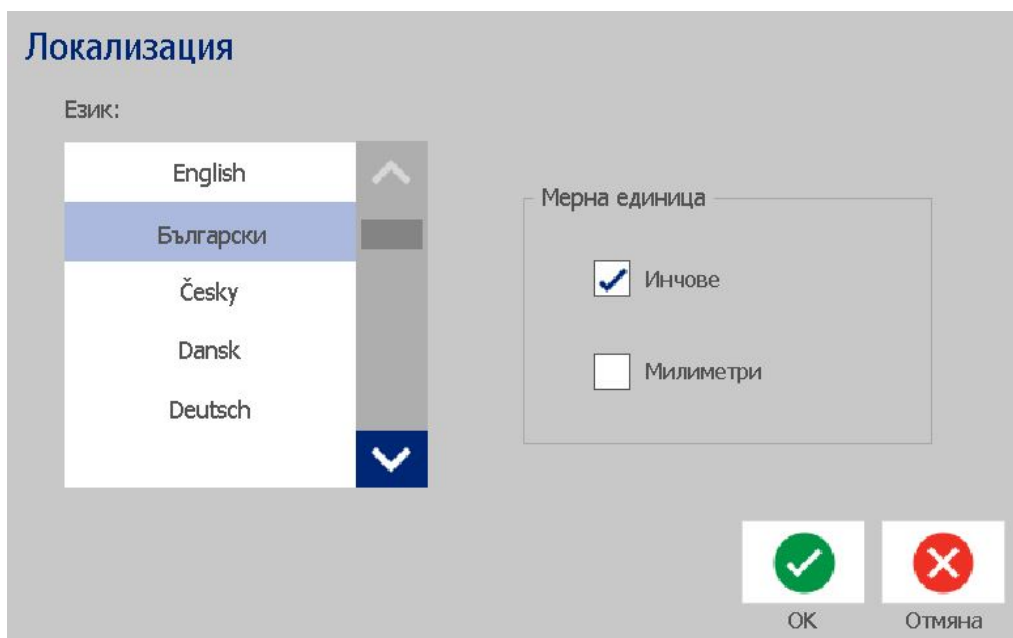 Локализация
Език:
English
Български
Česky
Dansk
Deutsch
Мерна единица
Инчове
Милиметри
OK
Отмяна